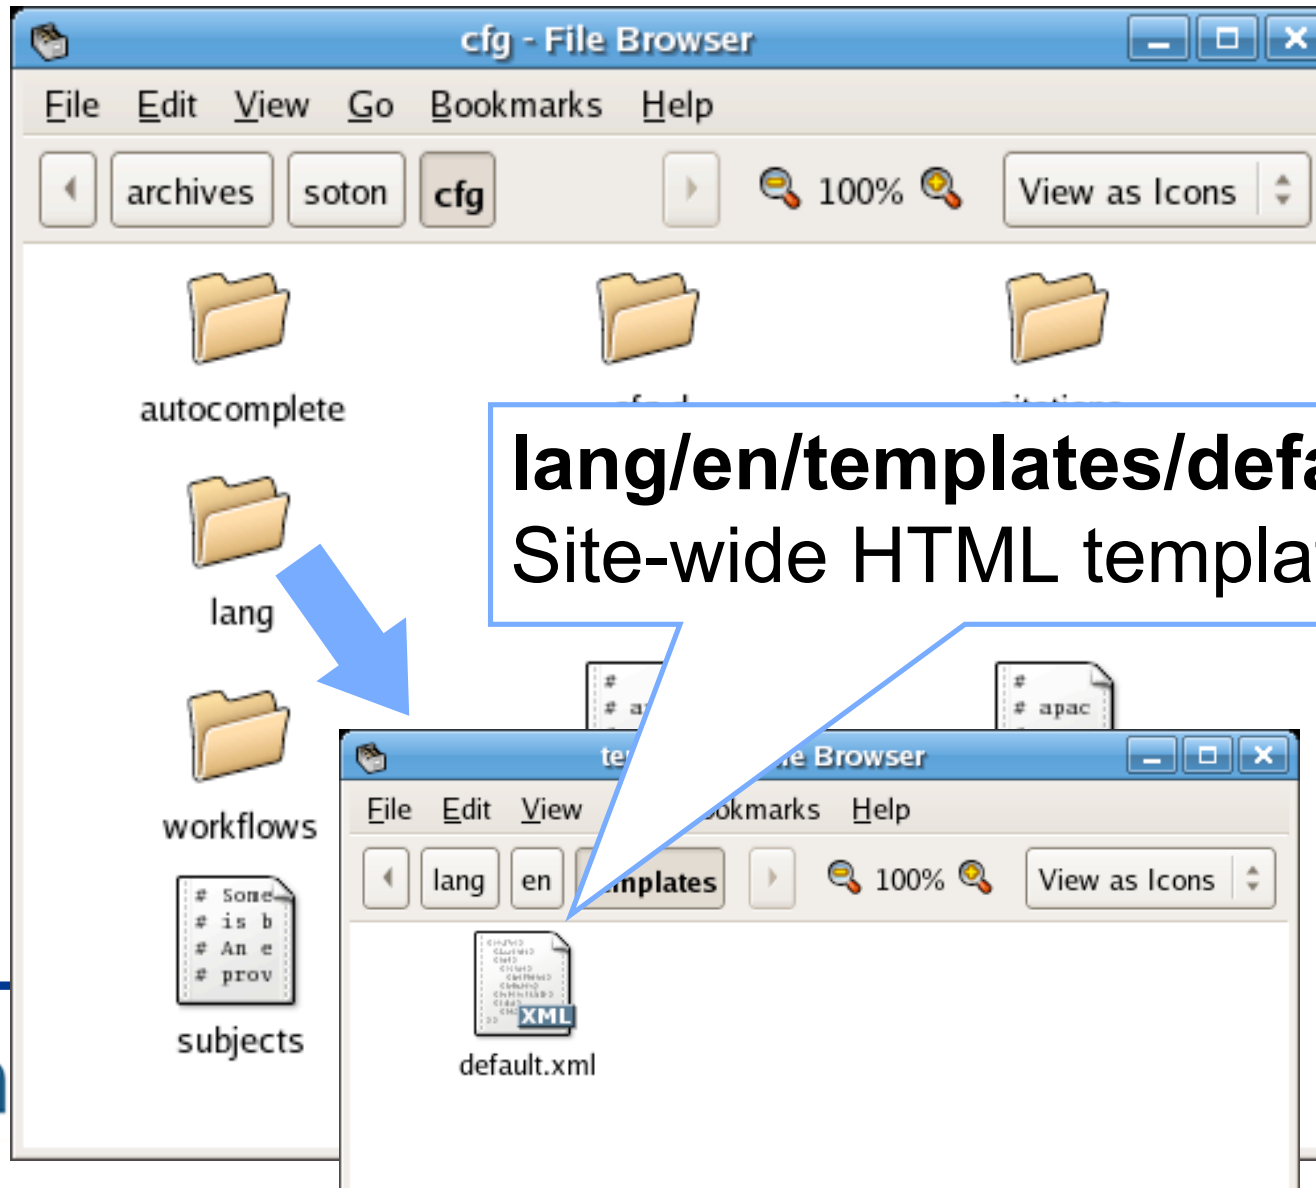 cfg - File Browser
File Edit View Go Bookmarks Help
archives soton cfg 100% View as Icons
autocomplete
lang/en/templates/defa
Site-wide HTML templa
lang
#
#
# apac
workflows
File Browser
File Edit View Help
lang en 100% View as Icons
# Some
# is b
# An e
# prov
subjects
XML
default.xml